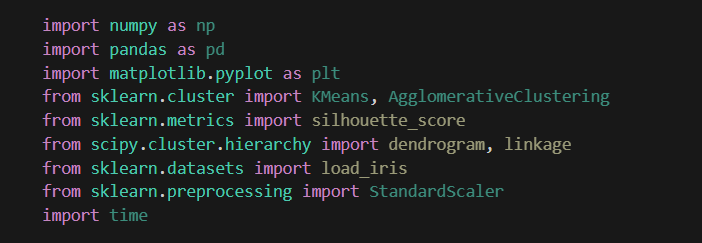 import numpy as np
import pandas as pd
import matplotlib.pyplot as plt
from sklearn.cluster import KMeans, AgglomerativeClustering
from sklearn.metrics import silhouette_score
from scipy.cluster.hierarchy import dendrogram, linkage
from sklearn.datasets import load_iris
from sklearn.preprocessing import StandardScaler
import time